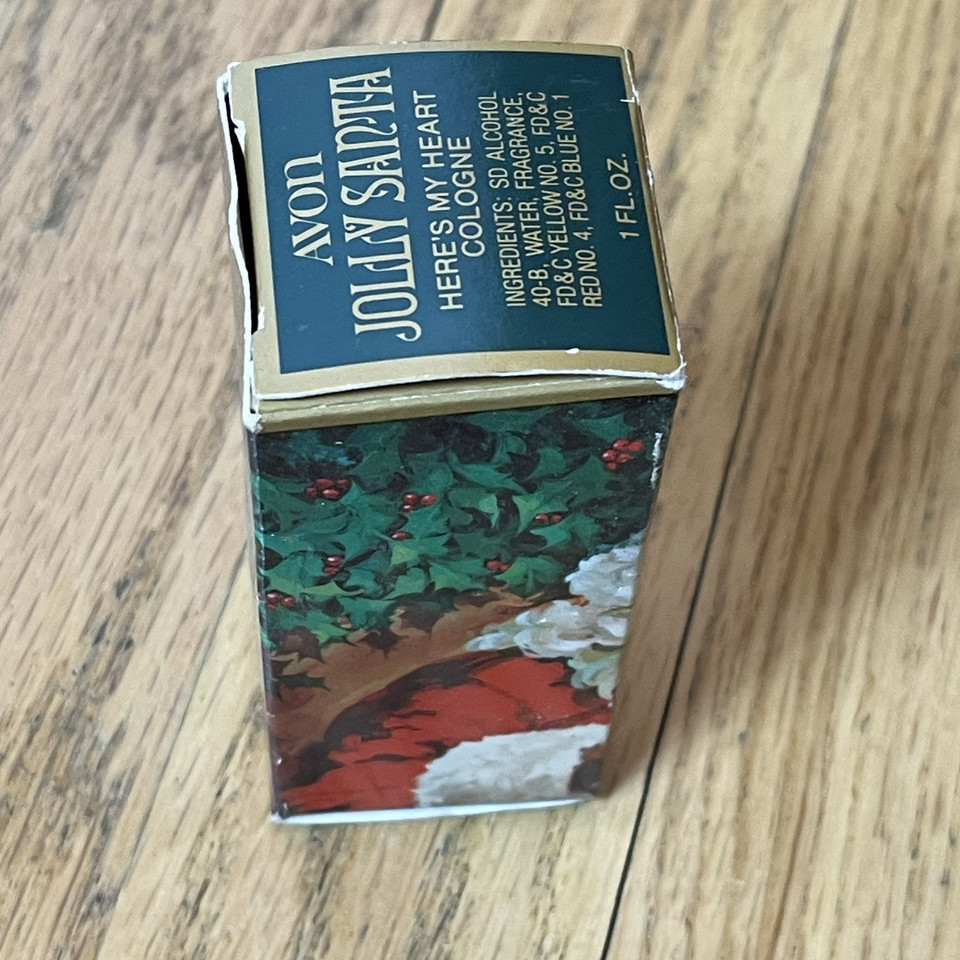 AVON
JOLLY SANTA
HERE'S MY HEART
COLOGNE
INGREDIENTS: SD ALCOHOL
40-B, WATER, FRAGRANCE,
FD&C YELLOW NO. 5, FD&C
RED NO. 4, FD&C BLUE NO. 1
1 FL.OZ.